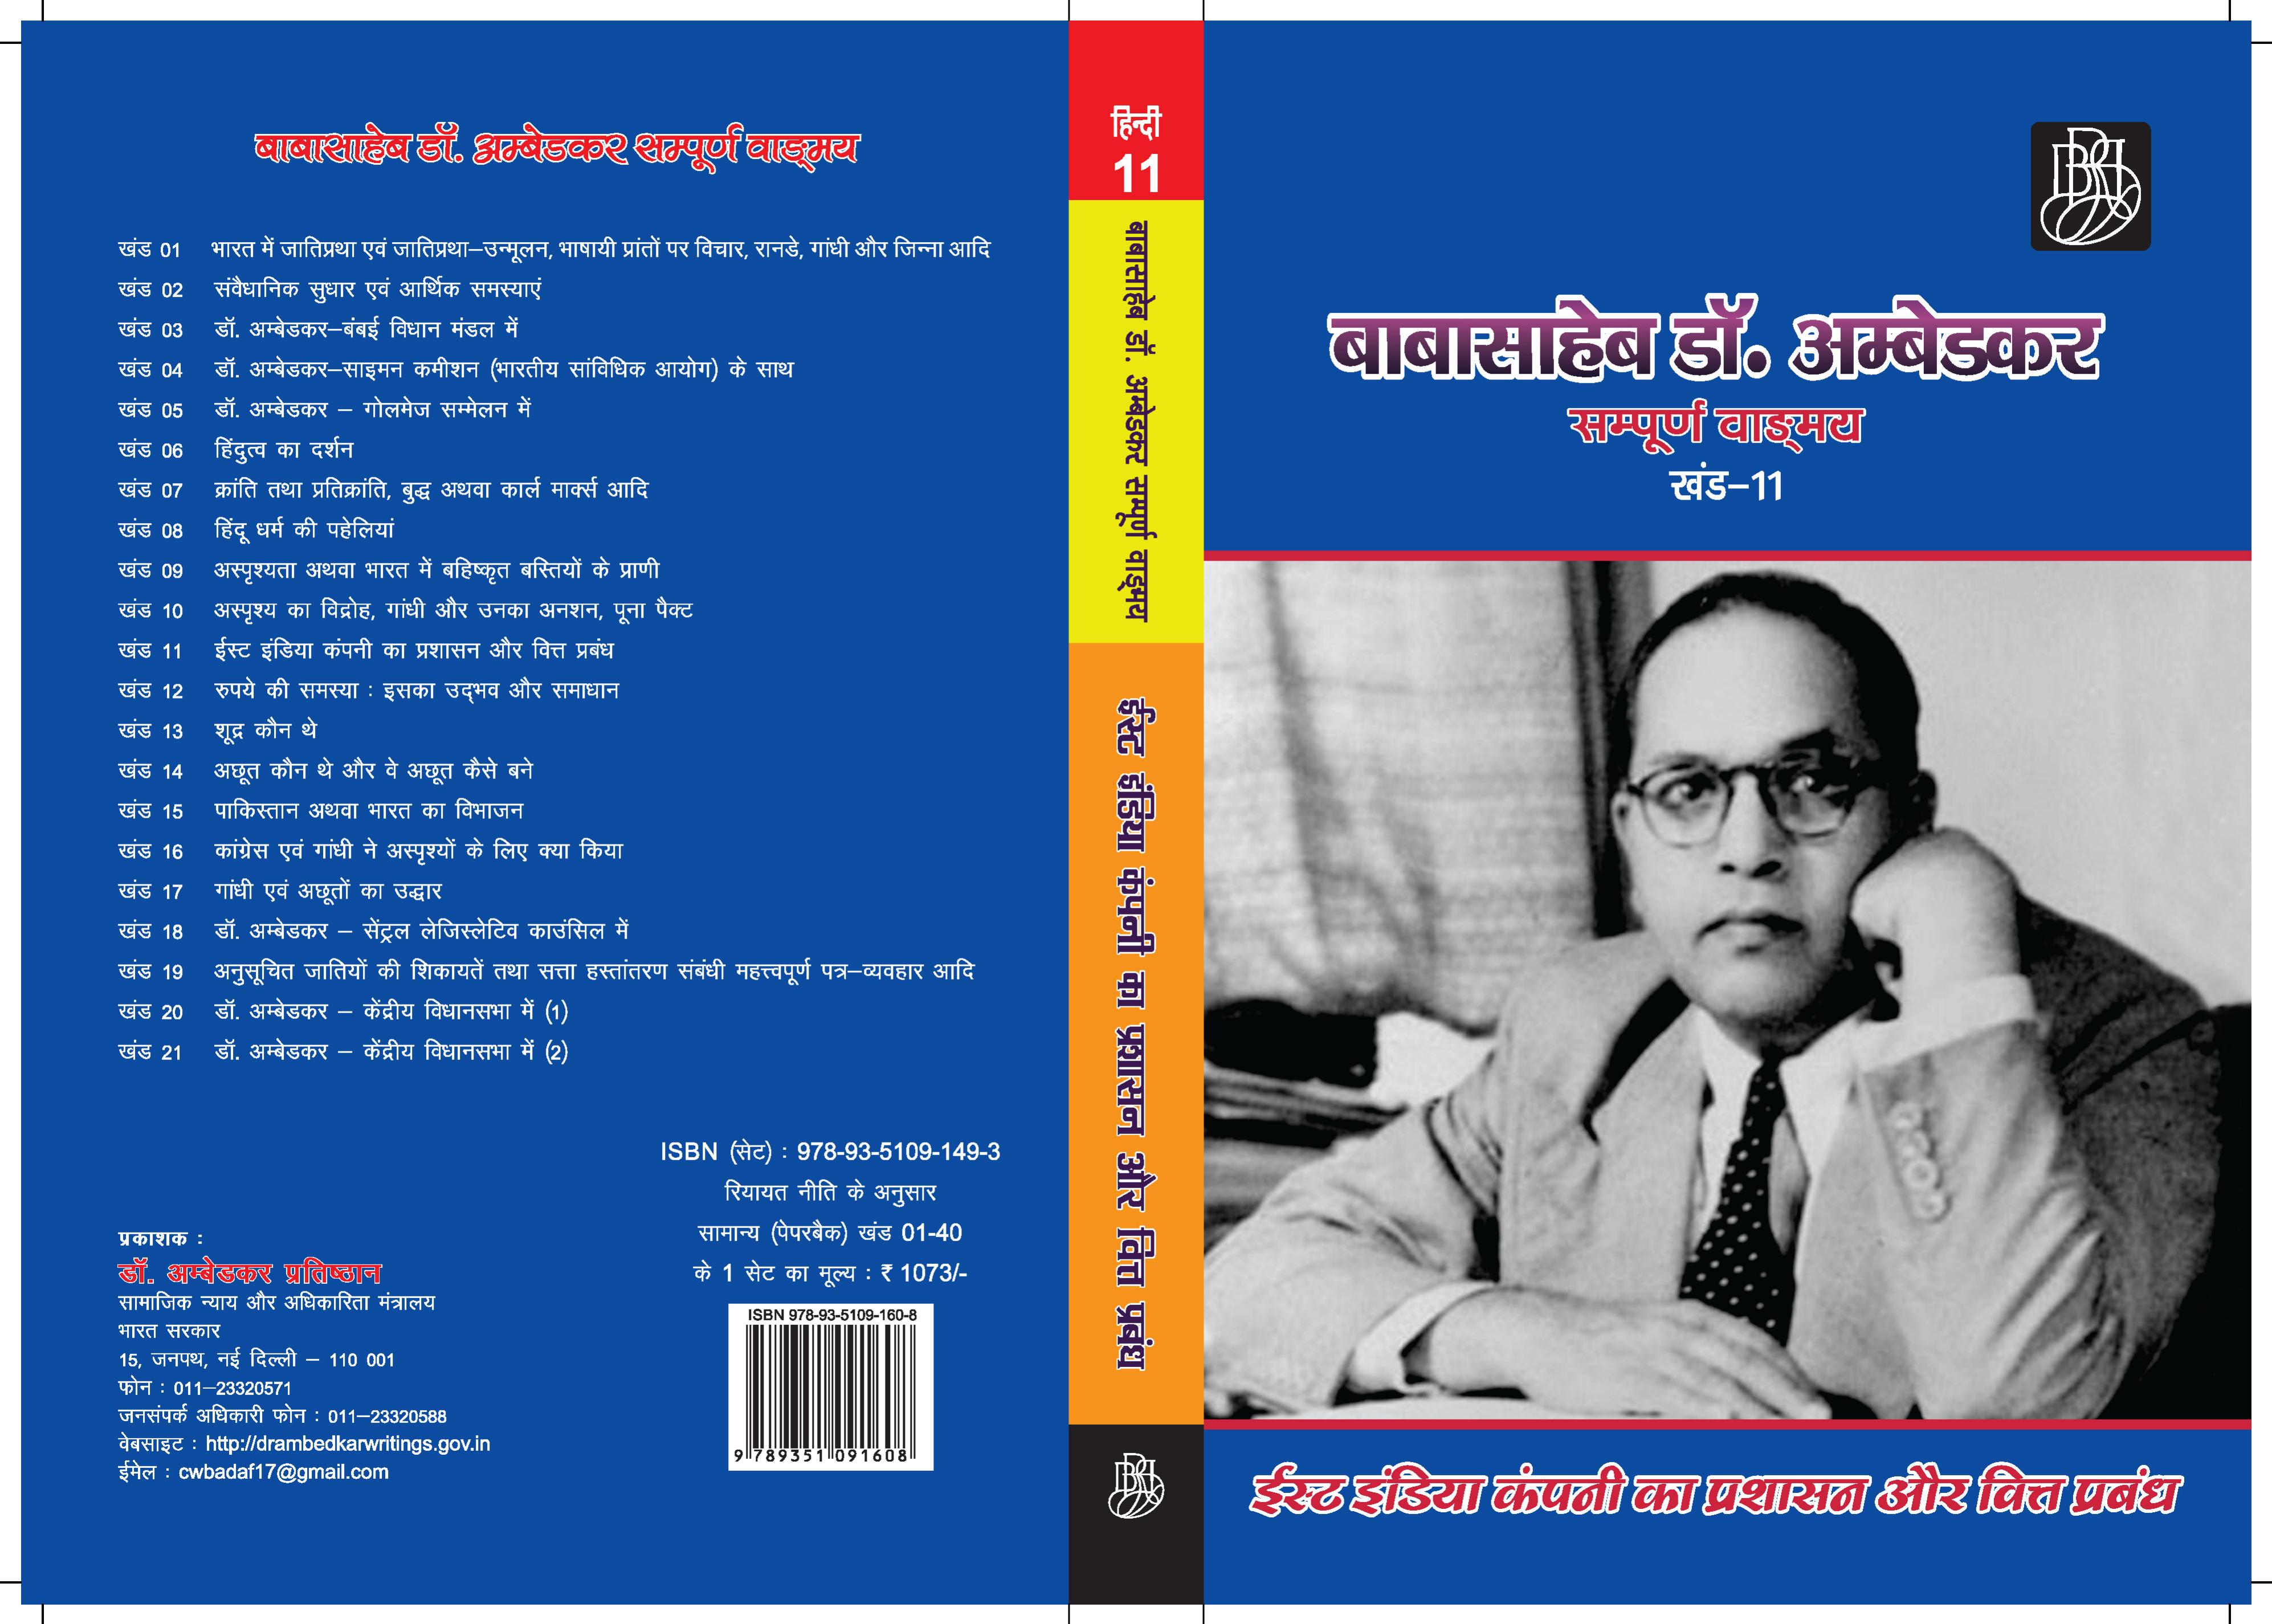 बाबासाहेब डॉ. अम्बेडकर सम्पूर्ण वाङ्मय
खंड 01 भारत में जातिप्रथा एवं जातिप्रथा–उन्मूलन, भाषायी प्रांतों पर विचार, रानडे, गांधी और जिन्ना आदि
खंड 02 संवैधानिक सुधार एवं आर्थिक समस्याएं
खंड 03 डॉ. अम्बेडकर–बंबई विधान मंडल में
खंड 04 डॉ. अम्बेडकर–साइमन कमीशन (भारतीय सांविधिक आयोग) के साथ
खंड 05 डॉ. अम्बेडकर – गोलमेज सम्मेलन में
खंड 06 हिंदुत्व का दर्शन
खंड 07 क्रांति तथा प्रतिक्रांति, बुद्ध अथवा कार्ल मार्क्स आदि
खंड 08 हिंदू धर्म की पहेलियां
खंड 09 अस्पृश्यता अथवा भारत में बहिष्कृत बस्तियों के प्राणी
खंड 10 अस्पृश्य का विद्रोह, गांधी और उनका अनशन, पूना पैक्ट
खंड 11 ईस्ट इंडिया कंपनी का प्रशासन और वित्त प्रबंध
खंड 12 रुपये की समस्या : इसका उद्भव और समाधान
खंड 13 शूद्र कौन थे
खंड 14 अछूत कौन थे और वे अछूत कैसे बने
खंड 15 पाकिस्तान अथवा भारत का विभाजन
खंड 16 कांग्रेस एवं गांधी ने अस्पृश्यों के लिए क्या किया
खंड 17 गांधी एवं अछूतों का उद्धार
खंड 18 डॉ. अम्बेडकर – सेंट्रल लेजिस्लेटिव काउंसिल में
खंड 19 अनुसूचित जातियों की शिकायतें तथा सत्ता हस्तांतरण संबंधी महत्त्वपूर्ण पत्र–व्यवहार आदि
खंड 20 डॉ. अम्बेडकर – केंद्रीय विधानसभा में (1)
खंड 21 डॉ. अम्बेडकर – केंद्रीय विधानसभा में (2)
ISBN (सेट) : 978-93-5109-149-3
रियायत नीति के अनुसार
सामान्य (पेपरबैक) खंड 01-40
के 1 सेट का मूल्य : ₹ 1073/-
ISBN 978-93-5109-160-8
9 789351 091608
प्रकाशक :
डॉ. अम्बेडकर प्रतिष्ठान
सामाजिक न्याय और अधिकारिता मंत्रालय
भारत सरकार
15, जनपथ, नई दिल्ली – 110 001
फोन : 011–23320571
जनसंपर्क अधिकारी फोन : 011–23320588
वेबसाइट : http://drambedkarwritings.gov.in
ईमेल : cwbadaf17@gmail.com
हिन्दी
11
बाबासाहेब डॉ. अम्बेडकर सम्पूर्ण वाङ्मय
ईस्ट इंडिया कंपनी का प्रशासन और वित्त प्रबंध
बाबासाहेब डॉ. अम्बेडकर
सम्पूर्ण वाङ्मय
खंड–11
ईस्ट इंडिया कंपनी का प्रशासन और वित्त प्रबंध